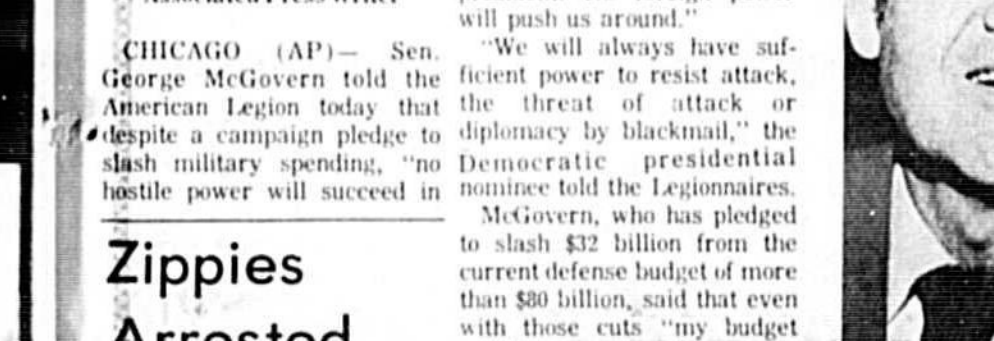 Associated Press Writer
CHICAGO (AP)— Sen.
George McGovern told the
American Legion today that
despite a campaign pledge to
slash military spending, "no
hostile power will succeed in
Zippies
Arrested
will push us around."
"We will always have suf-
ficient power to resist attack,
the threat of attack or
diplomacy by blackmail," the
Democratic presidential
nominee told the Legionnaires.
McGovern, who has pledged
to slash $32 billion from the
current defense budget of more
than $80 billion, said that even
with those cuts "my budget